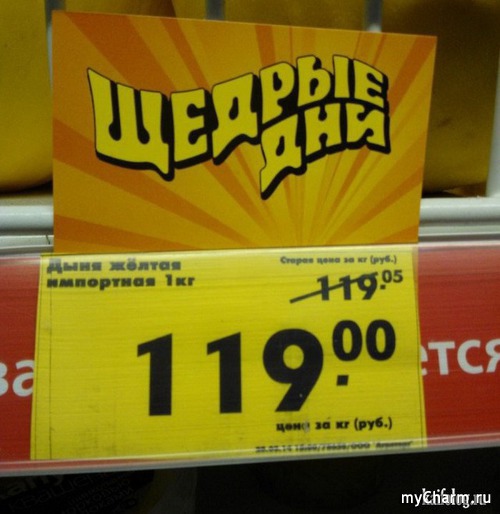 ЩЕДРЫЕ
ДНИ
Дыня жёлтая
импортная 1кг
Старая цена за кг (руб.)
119.05
119.00
цена за кг (руб.)
ва
ется
myCharm.ru